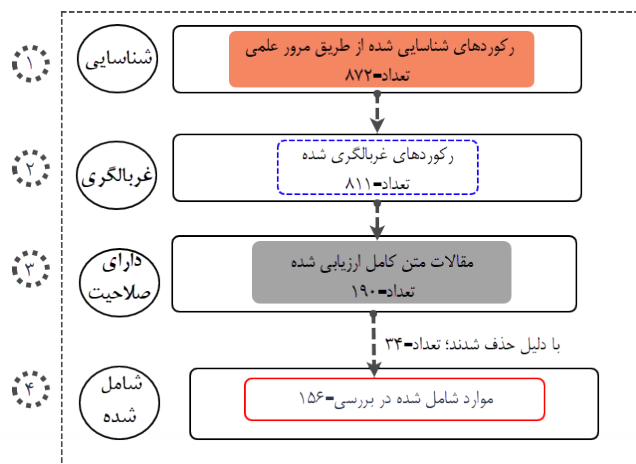 ۱
شناسایی
رکوردهای شناسایی شده از طریق مرور علمی
تعداد=۸۷۲
۲
غربالگری
رکوردهای غربالگری شده
تعداد=۸۱۱
۳
دارای
صلاحیت
مقالات متن کامل ارزیابی شده
تعداد=۱۹۰
با دلیل حذف شدند؛ تعداد=۳۴
۴
شامل
شده
موارد شامل شده در بررسی=۱۵۶